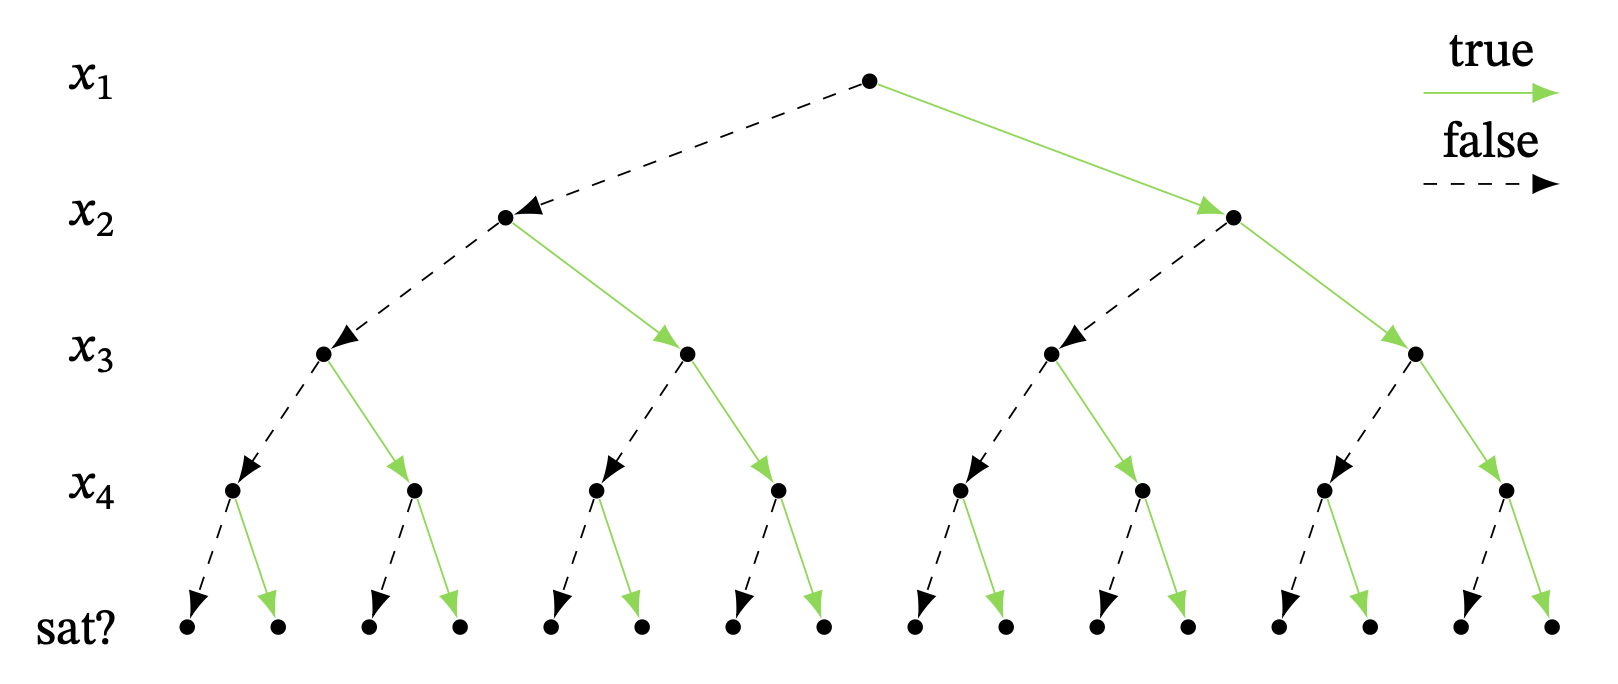 x₁
true
false
x₂
x₃
x₄
sat?